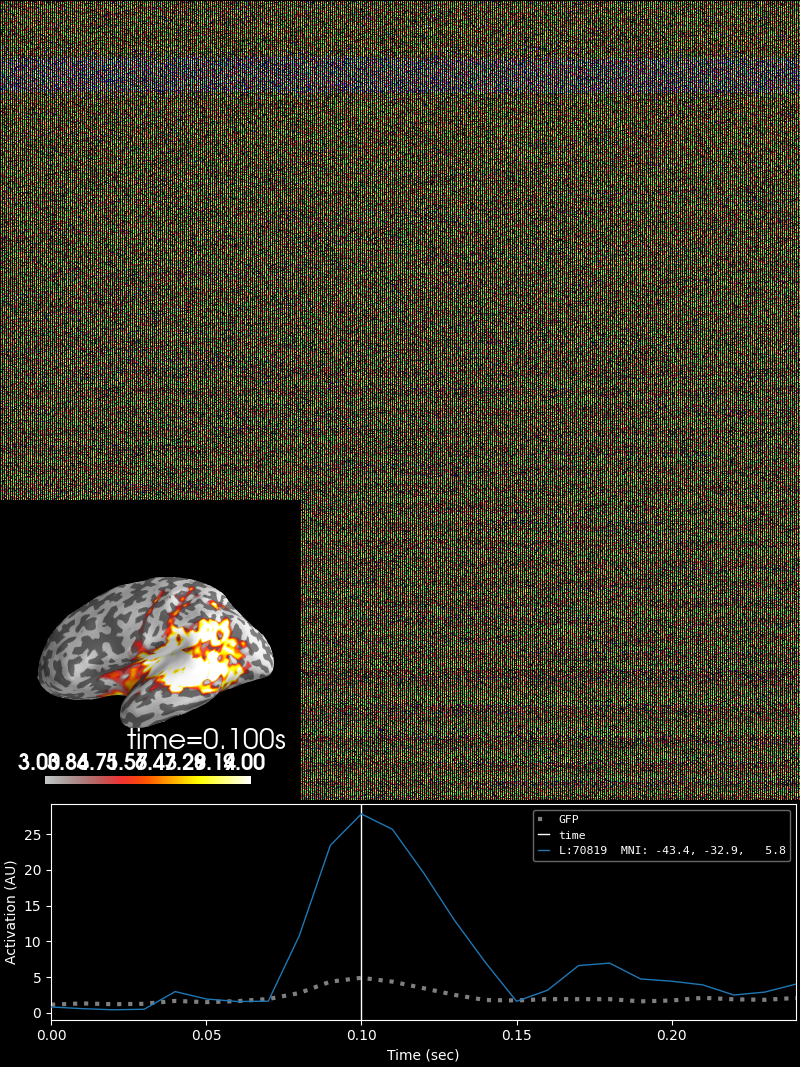 time=0.100s
GFP
time
L:70819 MNI: -43.4, -32.9, 5.8
Activation (AU)
25
20
15
10
5
0
0.00 0.05 0.10 0.15 0.20
Time (sec)